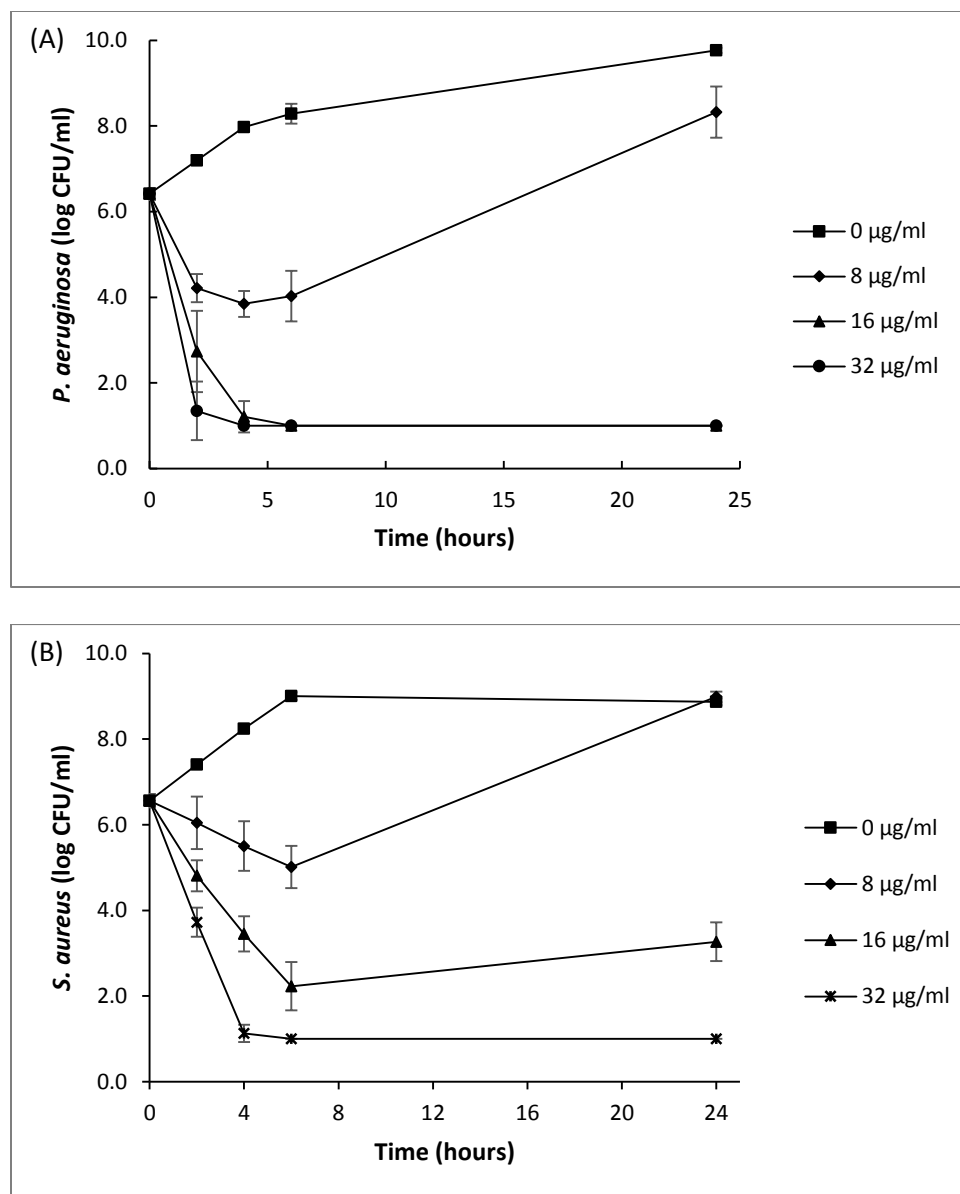 (A)
10.0
8.0
6.0
4.0
2.0
0.0
P. aeruginosa (log CFU/ml)
0 5 10 15 20 25
Time (hours)
0 µg/ml
8 µg/ml
16 µg/ml
32 µg/ml
(B)
10.0
8.0
6.0
4.0
2.0
0.0
S. aureus (log CFU/ml)
0 4 8 12 16 20 24
Time (hours)
0 µg/ml
8 µg/ml
16 µg/ml
32 µg/ml